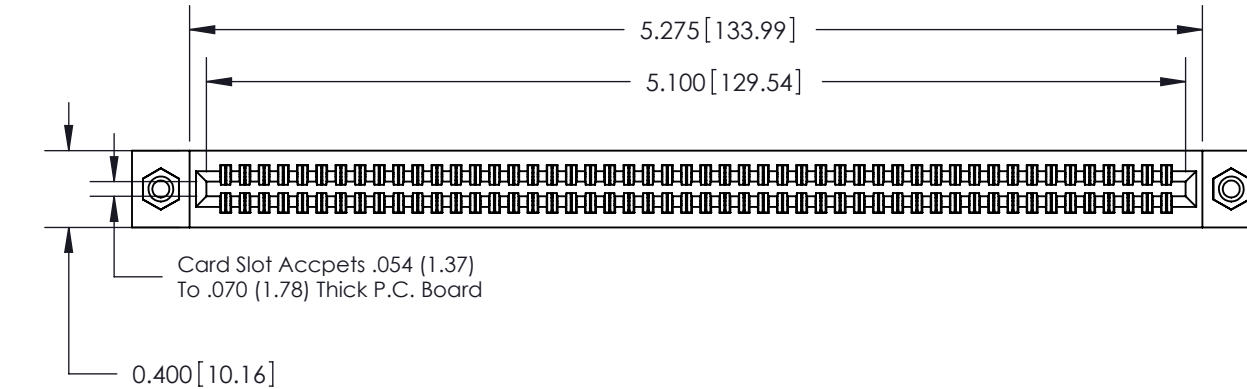 5.275[133.99]
5.100[129.54]
Card Slot Accpets .054 (1.37)
To .070 (1.78) Thick P.C. Board
0.400[10.16]